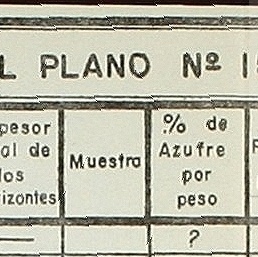 L PLANO Nº 1
pesor
al de
los
izontes
Muestra
% de
Azufre
por
peso
—
?